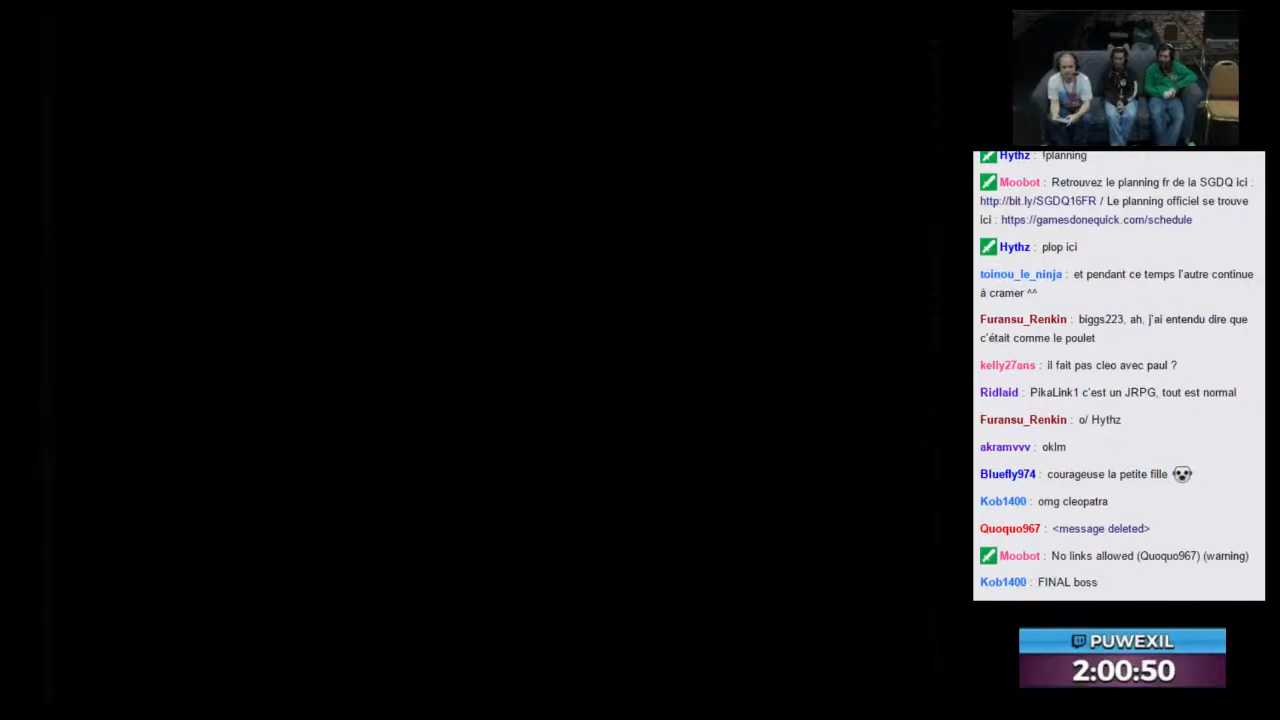 Hythz : !planning
Moobot : Retrouvez le planning fr de la SGDQ ici :
http://bit.ly/SGDQ16FR / Le planning officiel se trouve
ici : https://gamesdonequick.com/schedule
Hythz : plop ici
toinou_le_ninja : et pendant ce temps l'autre continue
à cramer ^^
Furansu_Renkin : biggs223, ah, j'ai entendu dire que
c'était comme le poulet
kelly27ans : il fait pas cleo avec paul ?
Ridlaid : PikaLink1 c'est un JRPG, tout est normal
Furansu_Renkin : o/ Hythz
akramvvv : oklm
Bluefly974 : courageuse la petite fille
Kob1400 : omg cleopatra
Quoquo967 : <message deleted>
Moobot : No links allowed (Quoquo967) (warning)
Kob1400 : FINAL boss
PUWEXIL
2:00:50